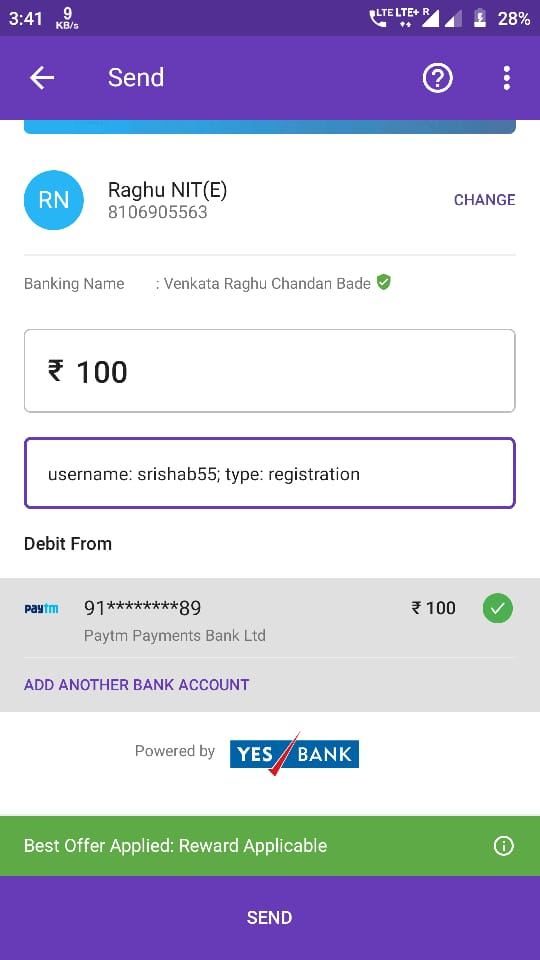 3:41 9 KB/s LTE LTE+ R 28%
Send
RN Raghu NIT(E)
8106905563
CHANGE
Banking Name : Venkata Raghu Chandan Bade
₹ 100
username: srishab55; type: registration
Debit From
paytm 91********89 ₹ 100
Paytm Payments Bank Ltd
ADD ANOTHER BANK ACCOUNT
Powered by YES BANK
Best Offer Applied: Reward Applicable
SEND